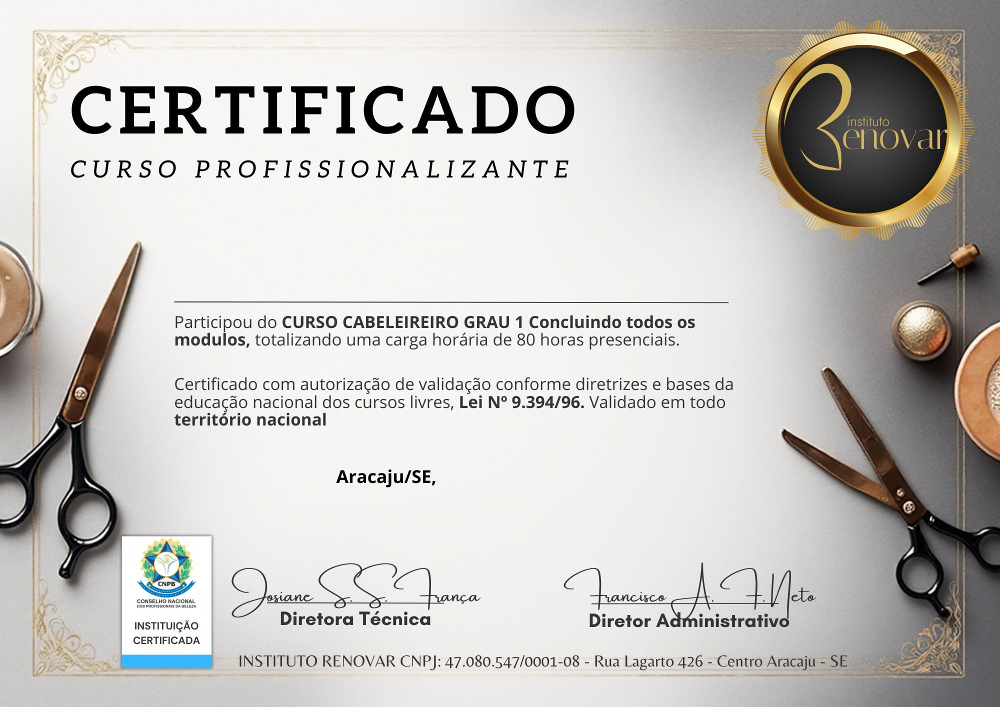 CERTIFICADO
CURSO PROFISSIONALIZANTE
instituto
Renovar
Participou do CURSO CABELEIREIRO GRAU 1 Concluindo todos os
modulos, totalizando uma carga horária de 80 horas presenciais.
Certificado com autorização de validação conforme diretrizes e bases da
educação nacional dos cursos livres, Lei Nº 9.394/96. Validado em todo
território nacional
Aracaju/SE,
CNPB
CONSELHO NACIONAL
DOS PROFISSIONAIS DA BELEZA
INSTITUIÇÃO
CERTIFICADA
Josiane S. S. França
Diretora Técnica
Francisco A. F. Neto
Diretor Administrativo
INSTITUTO RENOVAR CNPJ: 47.080.547/0001-08 - Rua Lagarto 426 - Centro Aracaju - SE